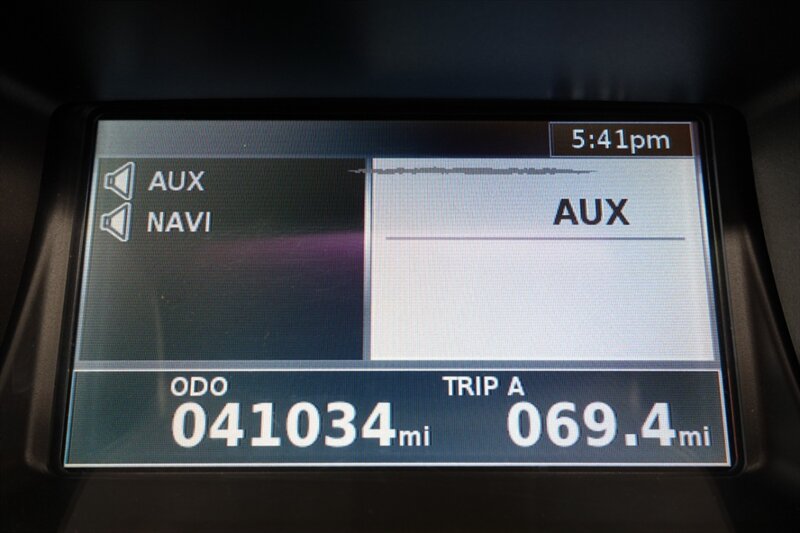 5:41pm
AUX
NAVI
AUX
ODO
041034mi
TRIP A
069.4mi